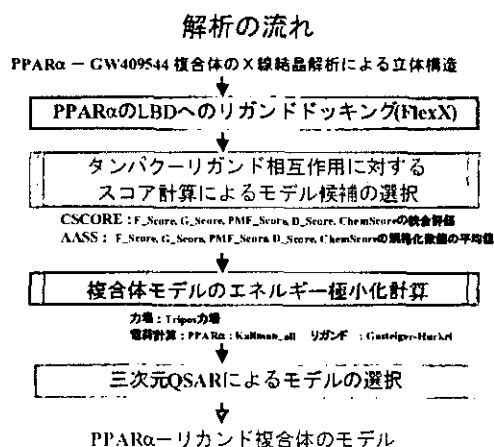 解析の流れ
PPARα － GW409544 複合体のX線結晶解析による立体構造
PPARαのLBDへのリガンドドッキング(FlexX)
タンパクーリガンド相互作用に対する
スコア計算によるモデル候補の選択
CSCORE : F_Score, G_Score, PMF_Score, D_Score, ChemScoreの統合評価
AASS : F_Score, G_Score, PMF_Score, D_Score, ChemScoreの規格化数値の平均値
複合体モデルのエネルギー極小化計算
力場 : Tripos力場
電荷計算 : PPARα : Kallman_all リガンド : Gasteiger-Huckel
三次元QSARによるモデルの選択
PPARα－リガンド複合体のモデル